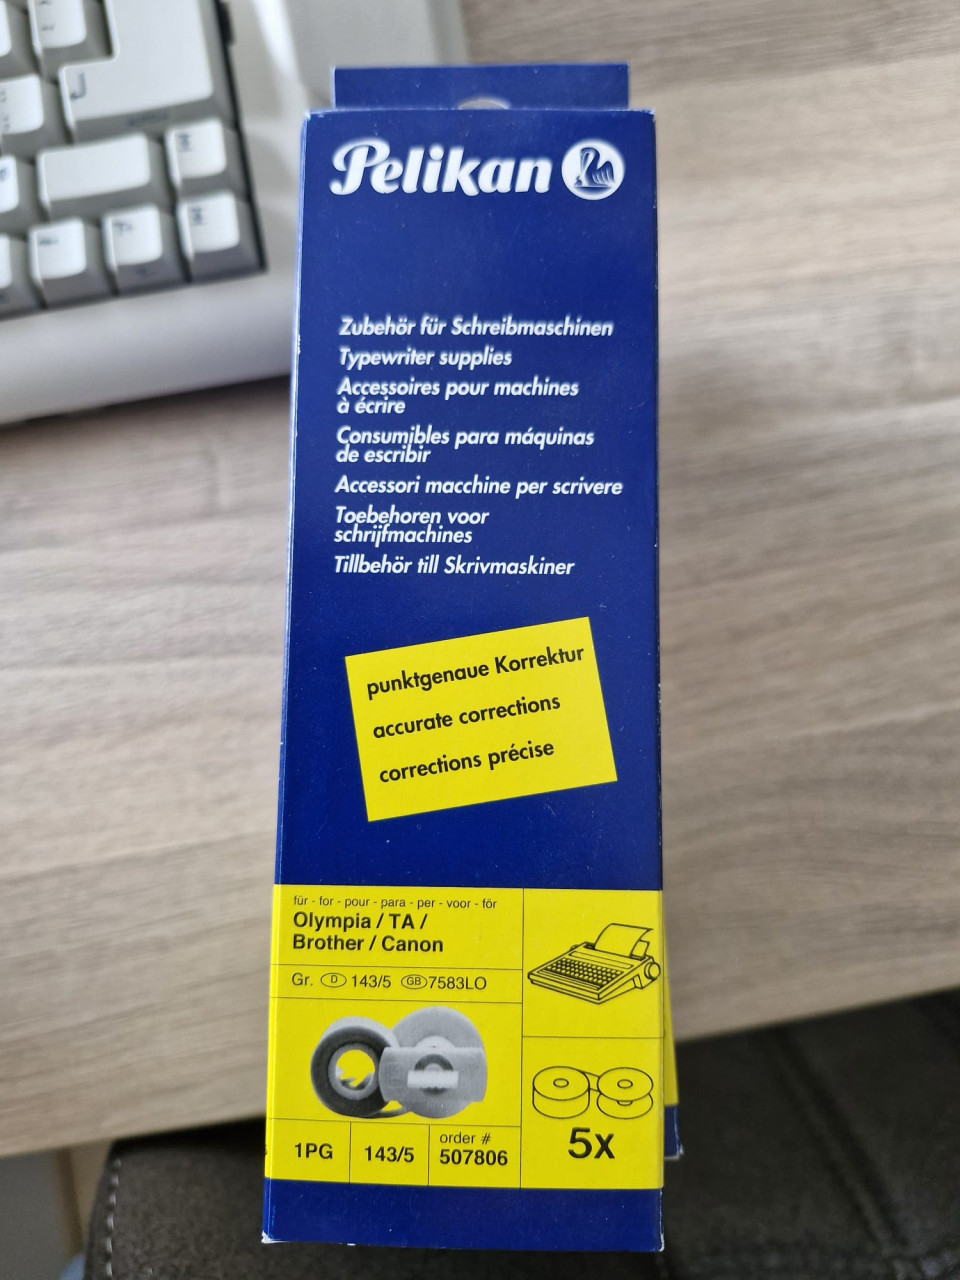 Pelikan
Zubehör für Schreibmaschinen
Typewriter supplies
Accessoires pour machines
à écrire
Consumibles para máquinas
de escribir
Accessori macchine per scrivere
Toebehoren voor
schrijfmachines
Tillbehör till Skrivmaskiner
punktgenaue Korrektur
accurate corrections
corrections précise
für - for - pour - para - per - voor - för
Olympia / TA /
Brother / Canon
Gr. D 143/5 GB 7583LO
1PG
143/5
order #
507806
5x